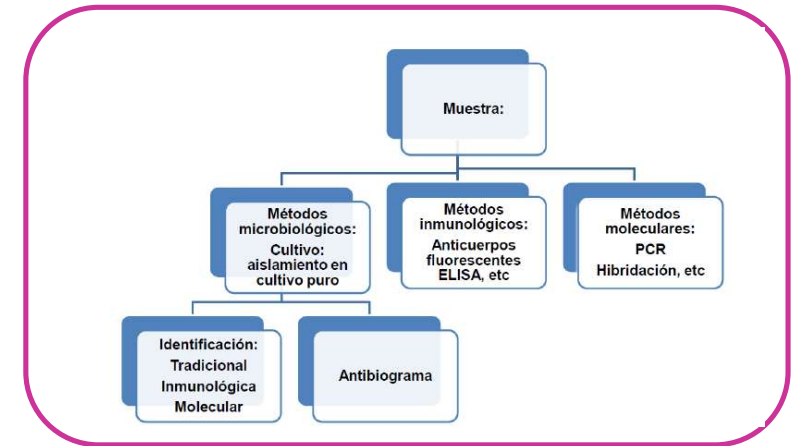 Muestra:
Métodos
microbiológicos:
Cultivo:
aislamiento en
cultivo puro
Métodos
inmunológicos:
Anticuerpos
fluorescentes
ELISA, etc
Métodos
moleculares:
PCR
Hibridación, etc
Identificación:
Tradicional
Inmunológica
Molecular
Antibiograma